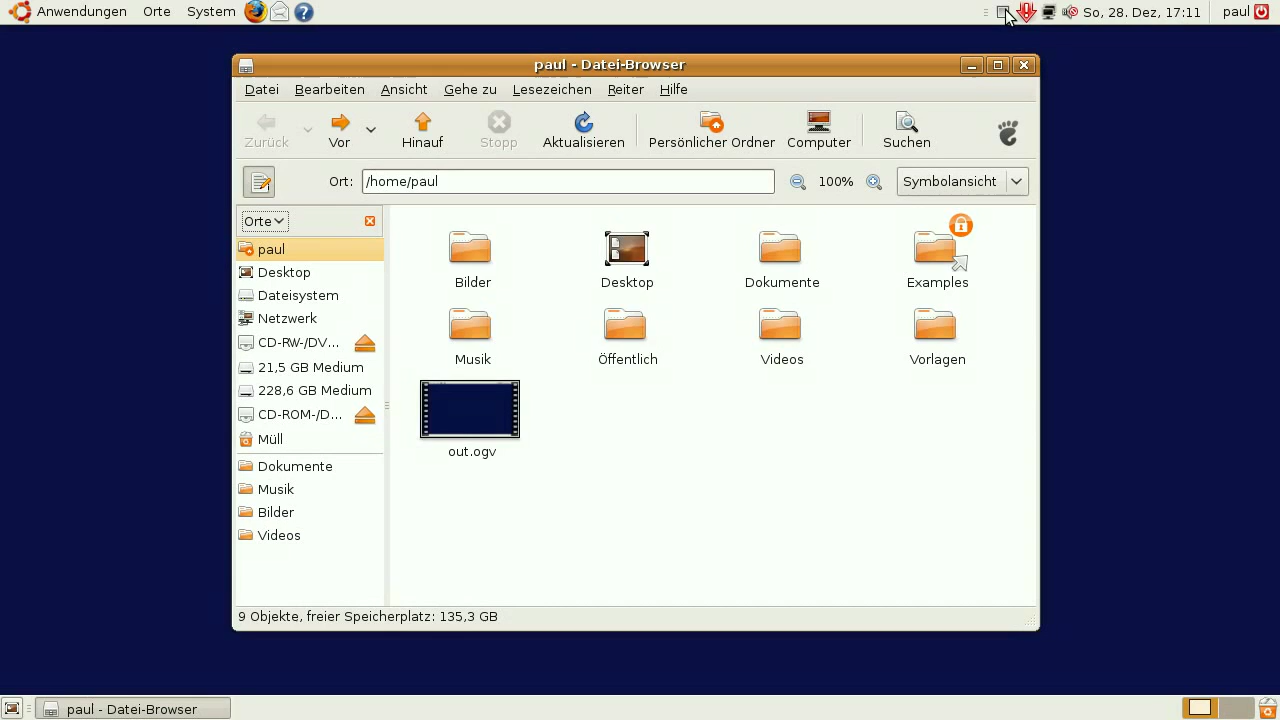 Anwendungen Orte System So, 28. Dez, 17:11 paul
paul - Datei-Browser
Datei Bearbeiten Ansicht Gehe zu Lesezeichen Reiter Hilfe
Zurück Vor Hinauf Stopp Aktualisieren Persönlicher Ordner Computer Suchen
Ort: /home/paul 100% Symbolansicht
Orte
paul
Desktop
Dateisystem
Netzwerk
CD-RW-/DV...
21,5 GB Medium
228,6 GB Medium
CD-ROM-/D...
Müll
Dokumente
Musik
Bilder
Videos
Bilder Desktop Dokumente Examples
Musik Öffentlich Videos Vorlagen
out.ogv
9 Objekte, freier Speicherplatz: 135,3 GB
paul - Datei-Browser